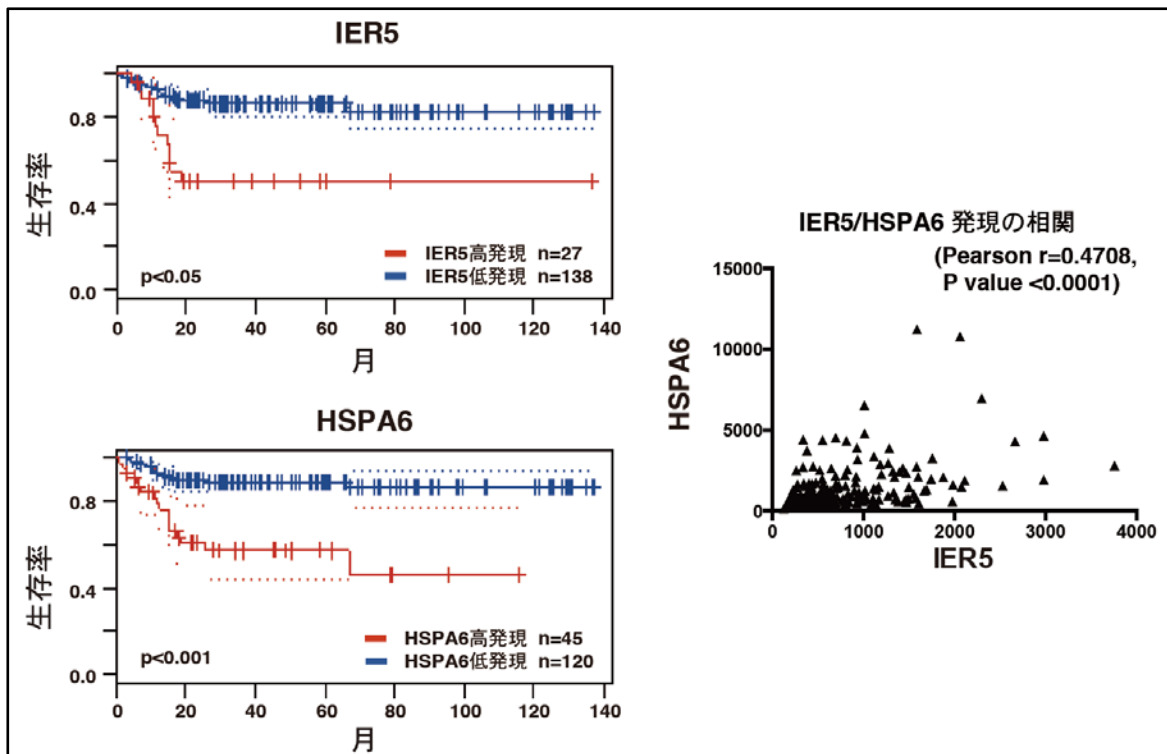 IER5
生存率
0.8
0.4
0.0
p<0.05
IER5高発現 n=27
IER5低発現 n=138
0 20 40 60 80 100 120 140
月
HSPA6
生存率
0.8
0.4
0.0
p<0.001
HSPA6高発現 n=45
HSPA6低発現 n=120
0 20 40 60 80 100 120 140
月
IER5/HSPA6 発現の相関
(Pearson r=0.4708,
P value <0.0001)
HSPA6
15000
10000
5000
0
0 1000 2000 3000 4000
IER5